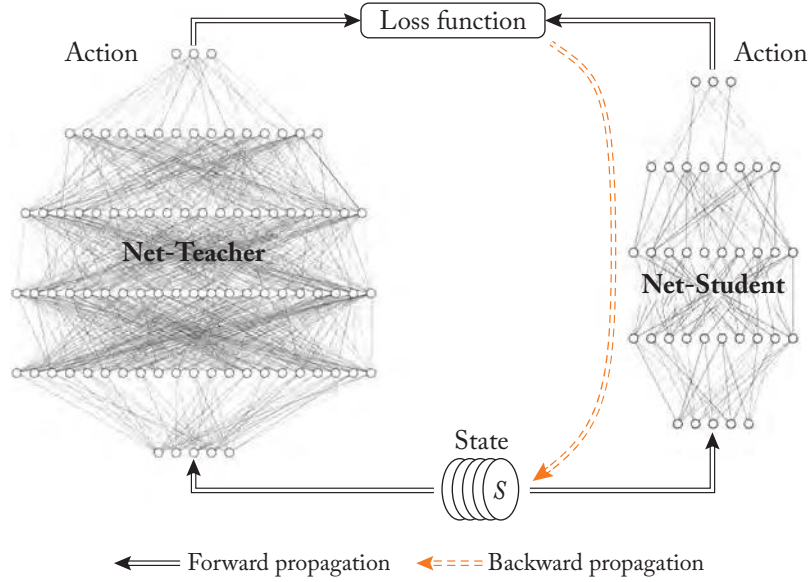 Loss function
Action
Action
Net-Teacher
Net-Student
State
S
Forward propagation
Backward propagation